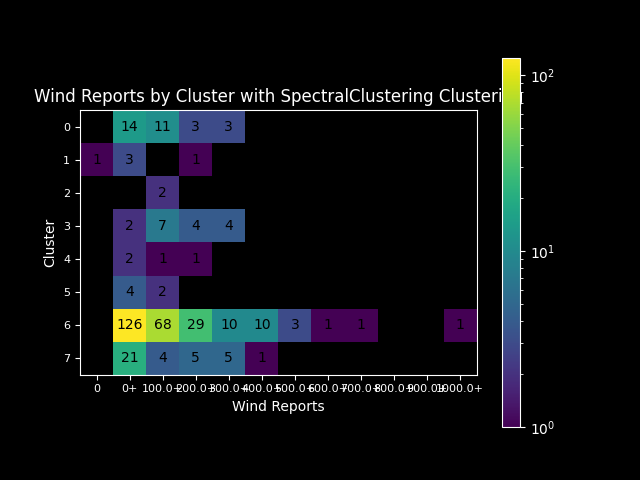 Wind Reports by Cluster with SpectralClustering Clusteri
10²
0 14 11 3 3
1 1 3 1
2 2
3 2 7 4 4
10¹
Cluster
4 2 1 1
5 4 2
6 126 68 29 10 10 3 1 1 1
7 21 4 5 5 1
0 0+ 100.0+ 200.0+ 300.0+ 400.0+ 500.0+ 600.0+ 700.0+ 800.0+ 900.0+ 1000.0+
Wind Reports
10⁰